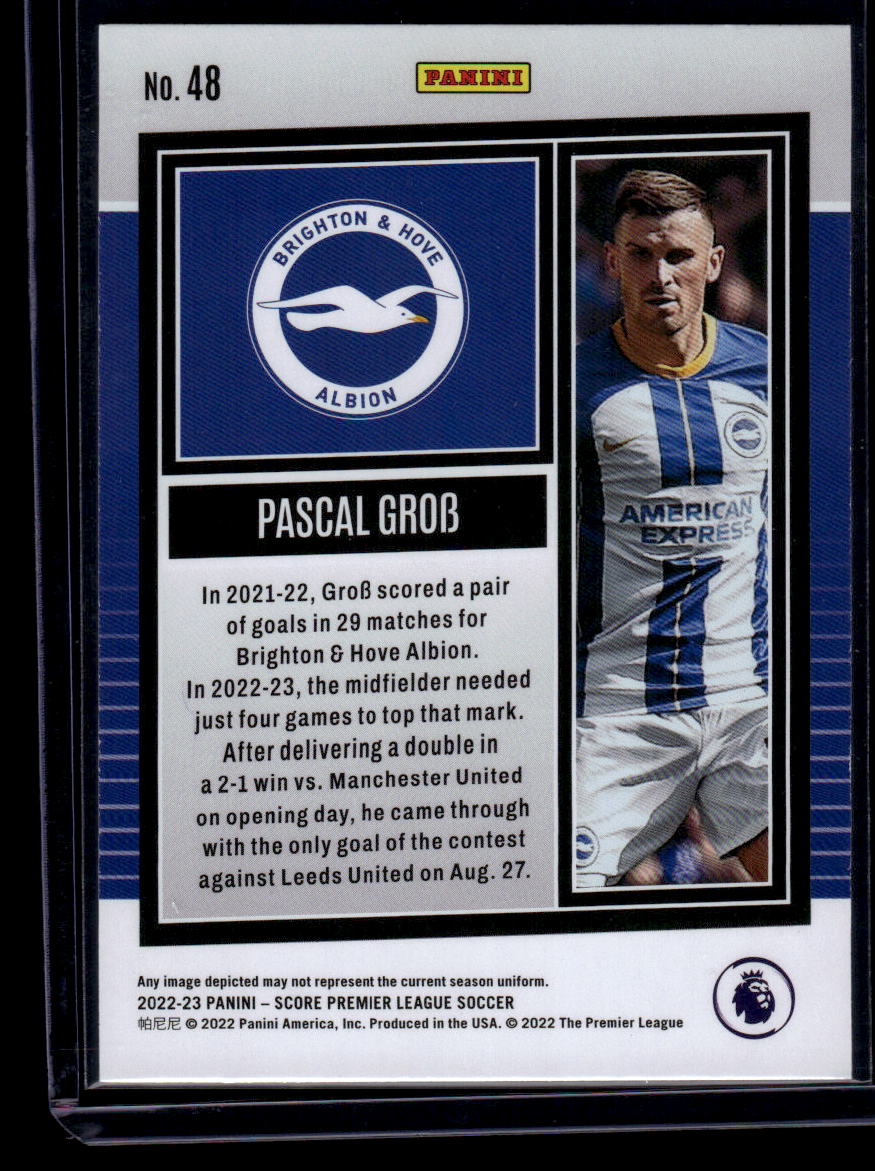 No. 48
PANINI
BRIGHTON & HOVE
ALBION
PASCAL GROß
In 2021-22, Groß scored a pair
of goals in 29 matches for
Brighton & Hove Albion.
In 2022-23, the midfielder needed
just four games to top that mark.
After delivering a double in
a 2-1 win vs. Manchester United
on opening day, he came through
with the only goal of the contest
against Leeds United on Aug. 27.
AMERICAN
EXPRESS
Any image depicted may not represent the current season uniform.
2022-23 PANINI – SCORE PREMIER LEAGUE SOCCER
帕尼尼 © 2022 Panini America, Inc. Produced in the USA. © 2022 The Premier League